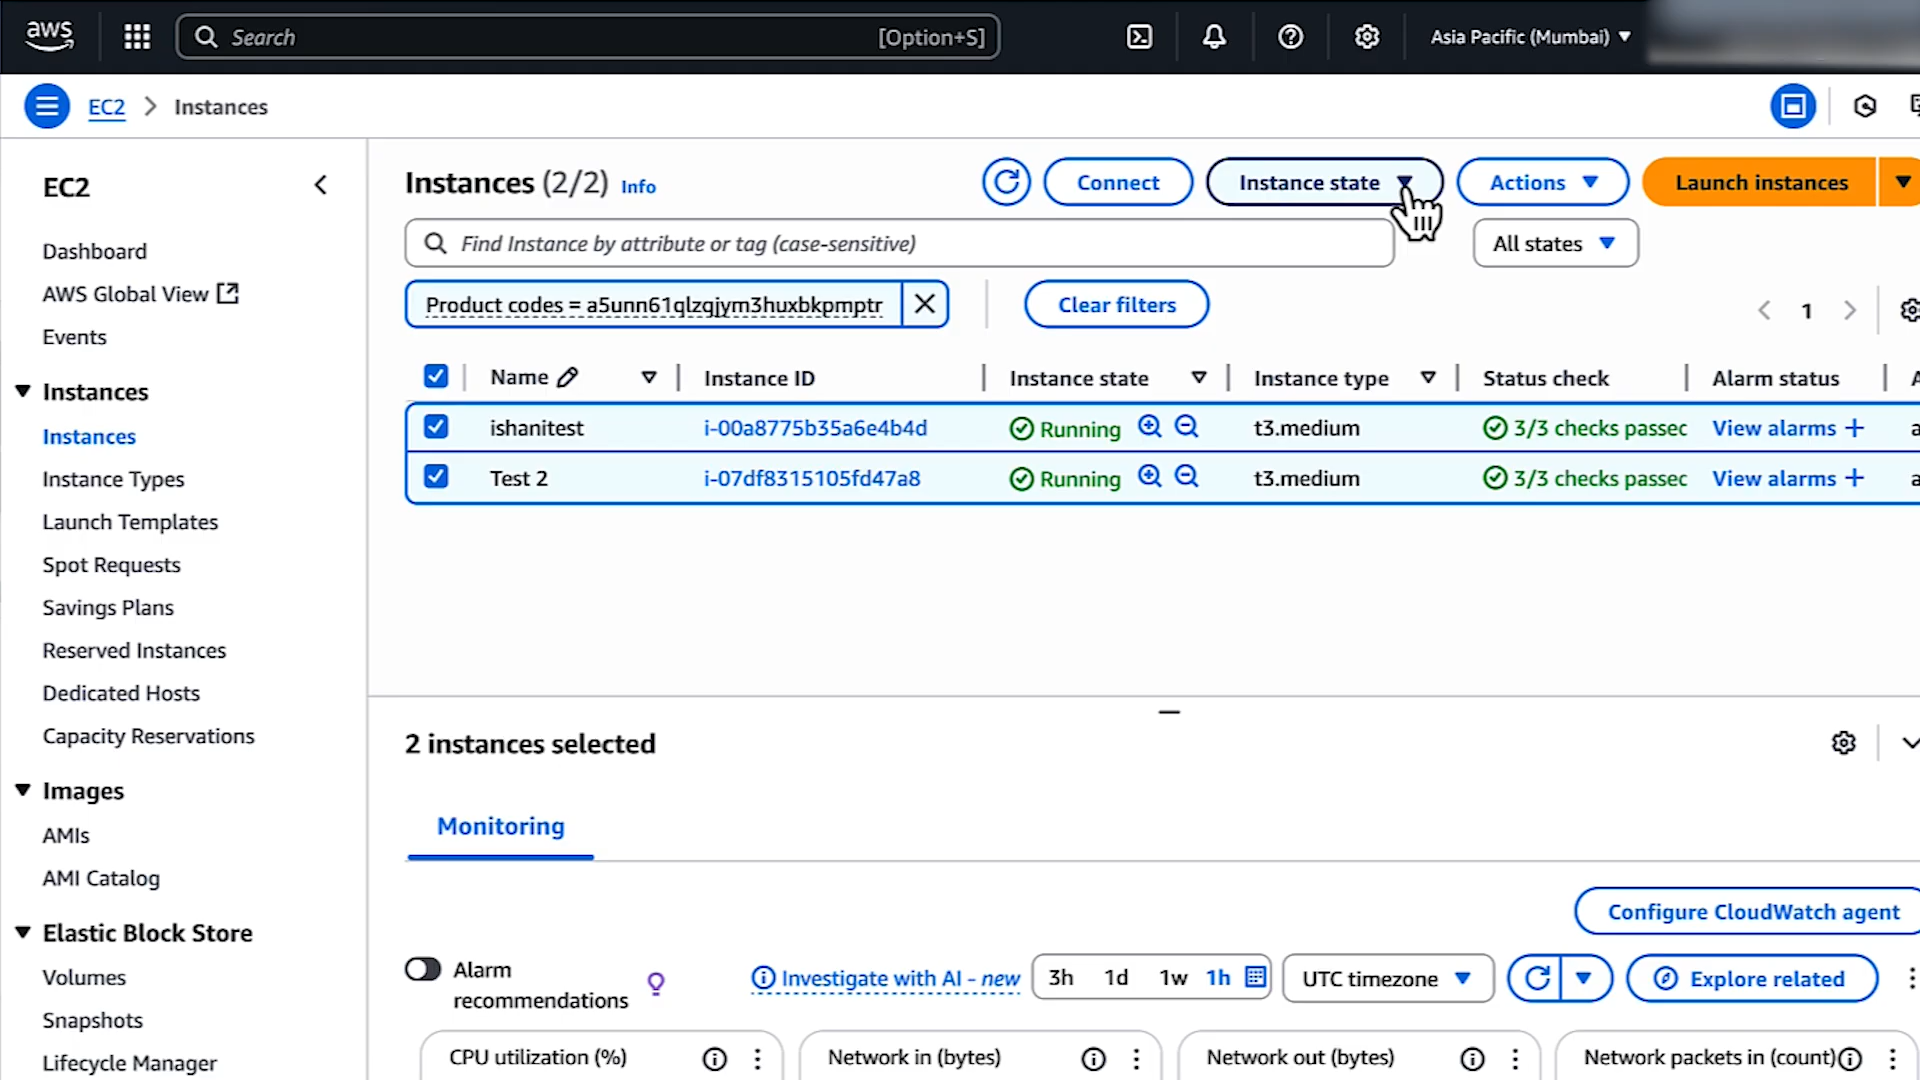 aws
Search [Option+S]
Asia Pacific (Mumbai)
EC2 > Instances
EC2
Dashboard
AWS Global View
Events
Instances
Instances
Instance Types
Launch Templates
Spot Requests
Savings Plans
Reserved Instances
Dedicated Hosts
Capacity Reservations
Images
AMIs
AMI Catalog
Elastic Block Store
Volumes
Snapshots
Lifecycle Manager
Instances (2/2) Info
Connect
Instance state
Actions
Launch instances
Find Instance by attribute or tag (case-sensitive)
All states
Product codes = a5unn61qlzqjym3huxbkpmptr
Clear filters
1
Name Instance ID Instance state Instance type Status check Alarm status A
ishanitest i-00a8775b35a6e4b4d Running t3.medium 3/3 checks passec View alarms + a
Test 2 i-07df8315105fd47a8 Running t3.medium 3/3 checks passec View alarms + a
2 instances selected
Monitoring
Configure CloudWatch agent
Alarm
recommendations
Investigate with AI - new
3h 1d 1w 1h
UTC timezone
Explore related
CPU utilization (%)
Network in (bytes)
Network out (bytes)
Network packets in (count)